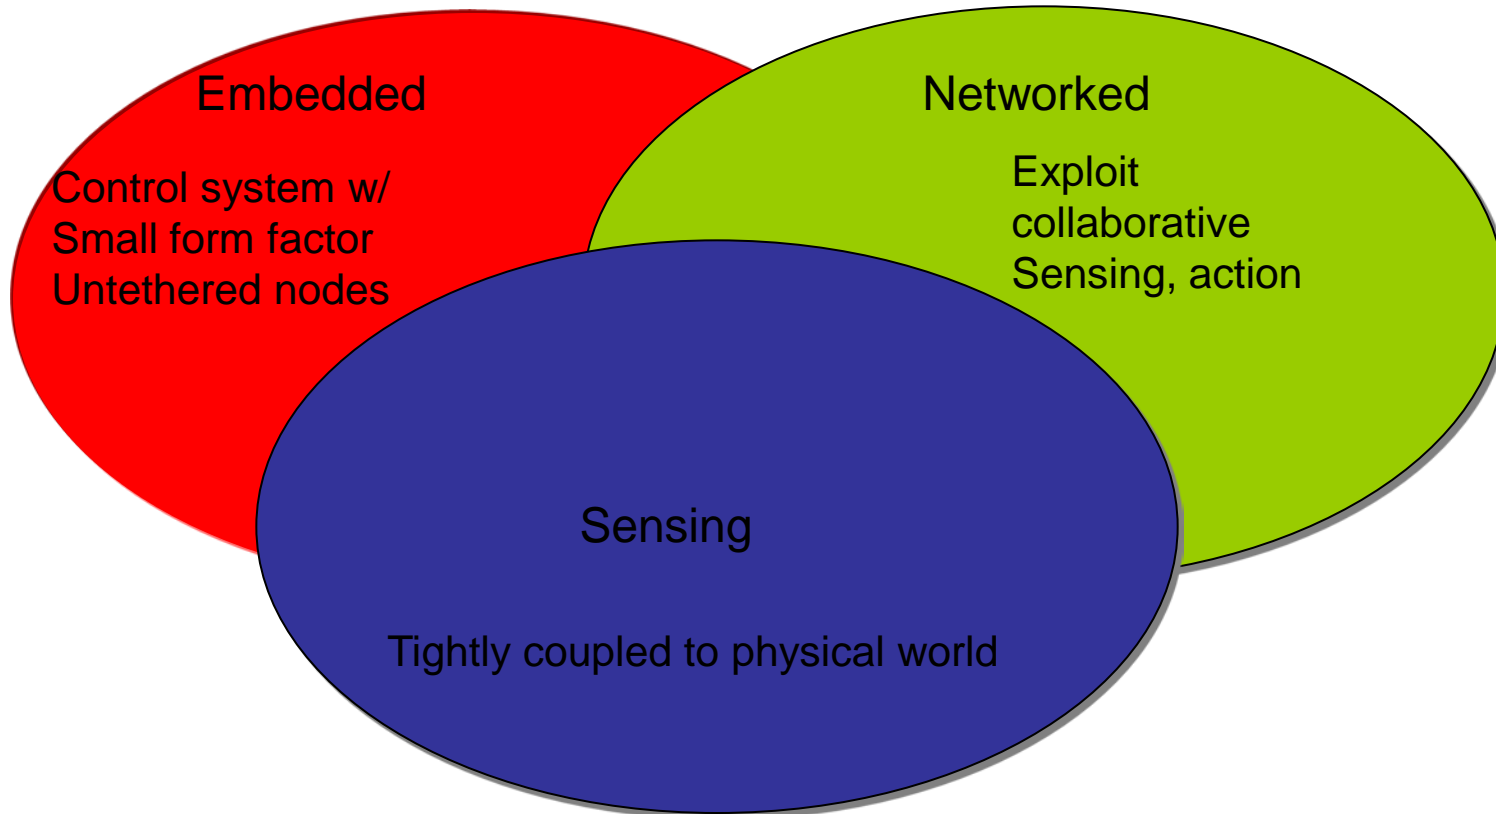 Embedded
Control system w/
Small form factor
Untethered nodes
Networked
Exploit
collaborative
Sensing, action
Sensing
Tightly coupled to physical world